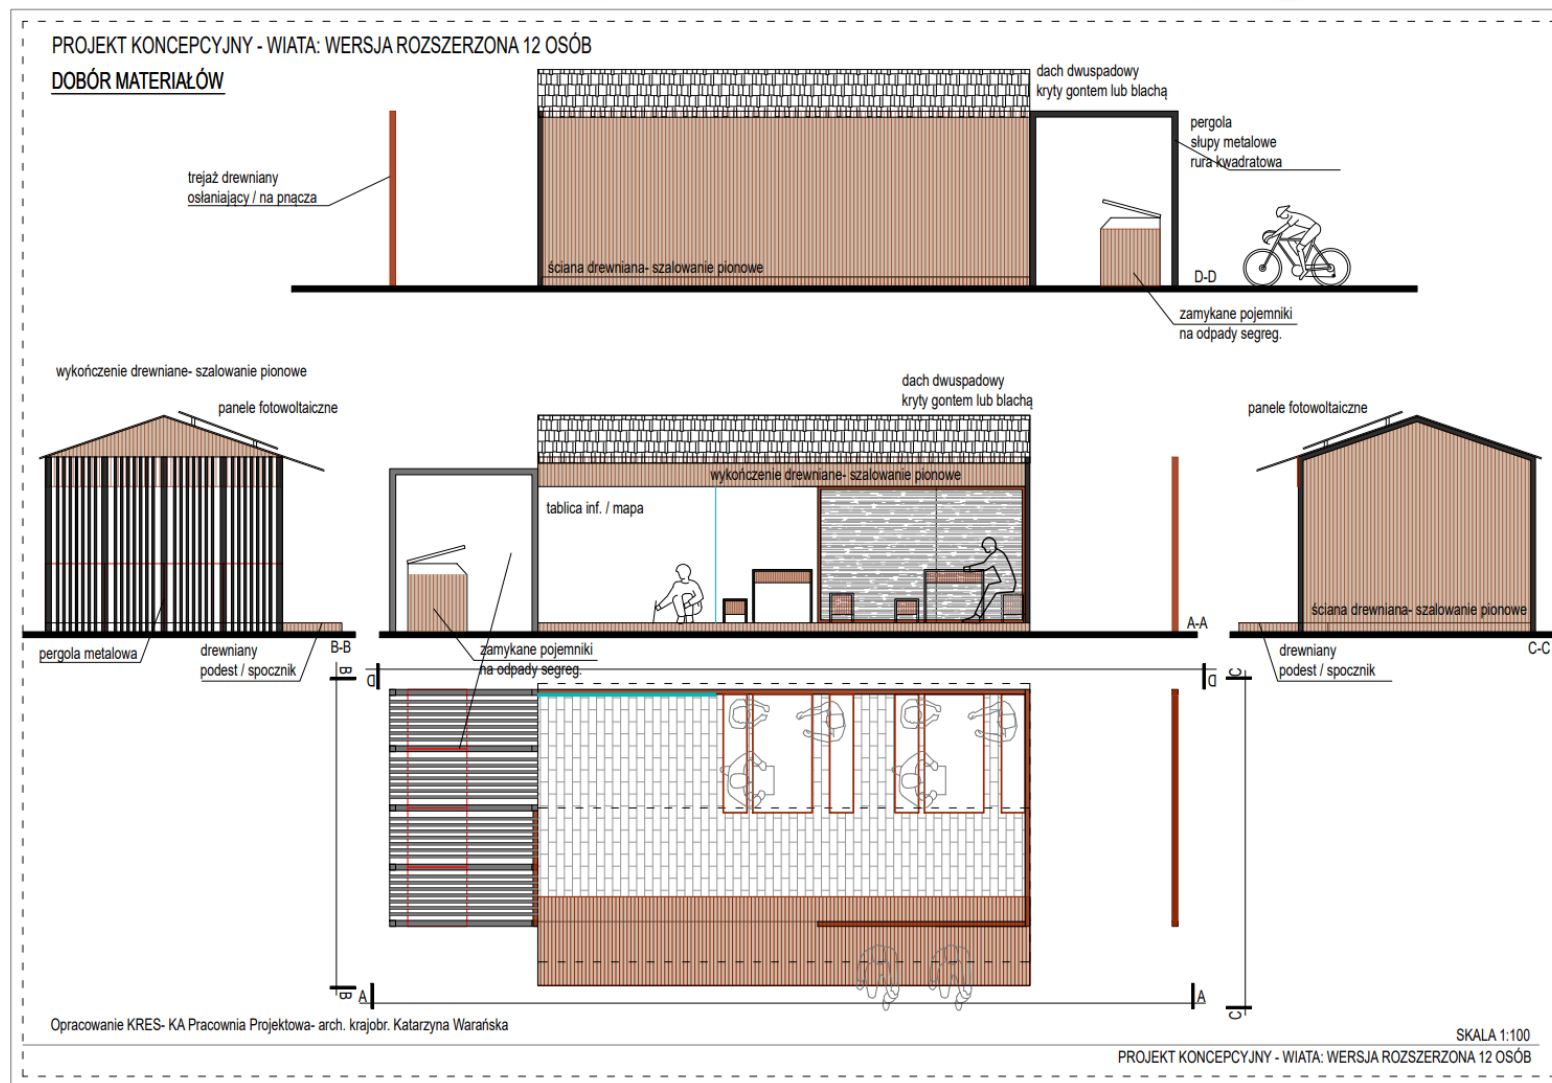 PROJEKT KONCEPCYJNY - WIATA: WERSJA ROZSZERZONA 12 OSÓB
DOBÓR MATERIAŁÓW
dach dwuspadowy
kryty gontem lub blachą
pergola
słupy metalowe
rura kwadratowa
trejaż drewniany
osłaniający / na pnącza
ściana drewniana- szalowanie pionowe
D-D
zamykane pojemniki
na odpady segreg.
wykończenie drewniane- szalowanie pionowe
panele fotowoltaiczne
dach dwuspadowy
kryty gontem lub blachą
panele fotowoltaiczne
wykończenie drewniane- szalowanie pionowe
tablica inf. / mapa
ściana drewniana- szalowanie pionowe
A-A
pergola metalowa
drewniany
podest / spocznik
B-B
zamykane pojemniki
na odpady segreg.
drewniany
podest / spocznik
C-C
B
D
D
C
B
A
A
C
Opracowanie KRES- KA Pracownia Projektowa- arch. krajobr. Katarzyna Warańska
SKALA 1:100
PROJEKT KONCEPCYJNY - WIATA: WERSJA ROZSZERZONA 12 OSÓB